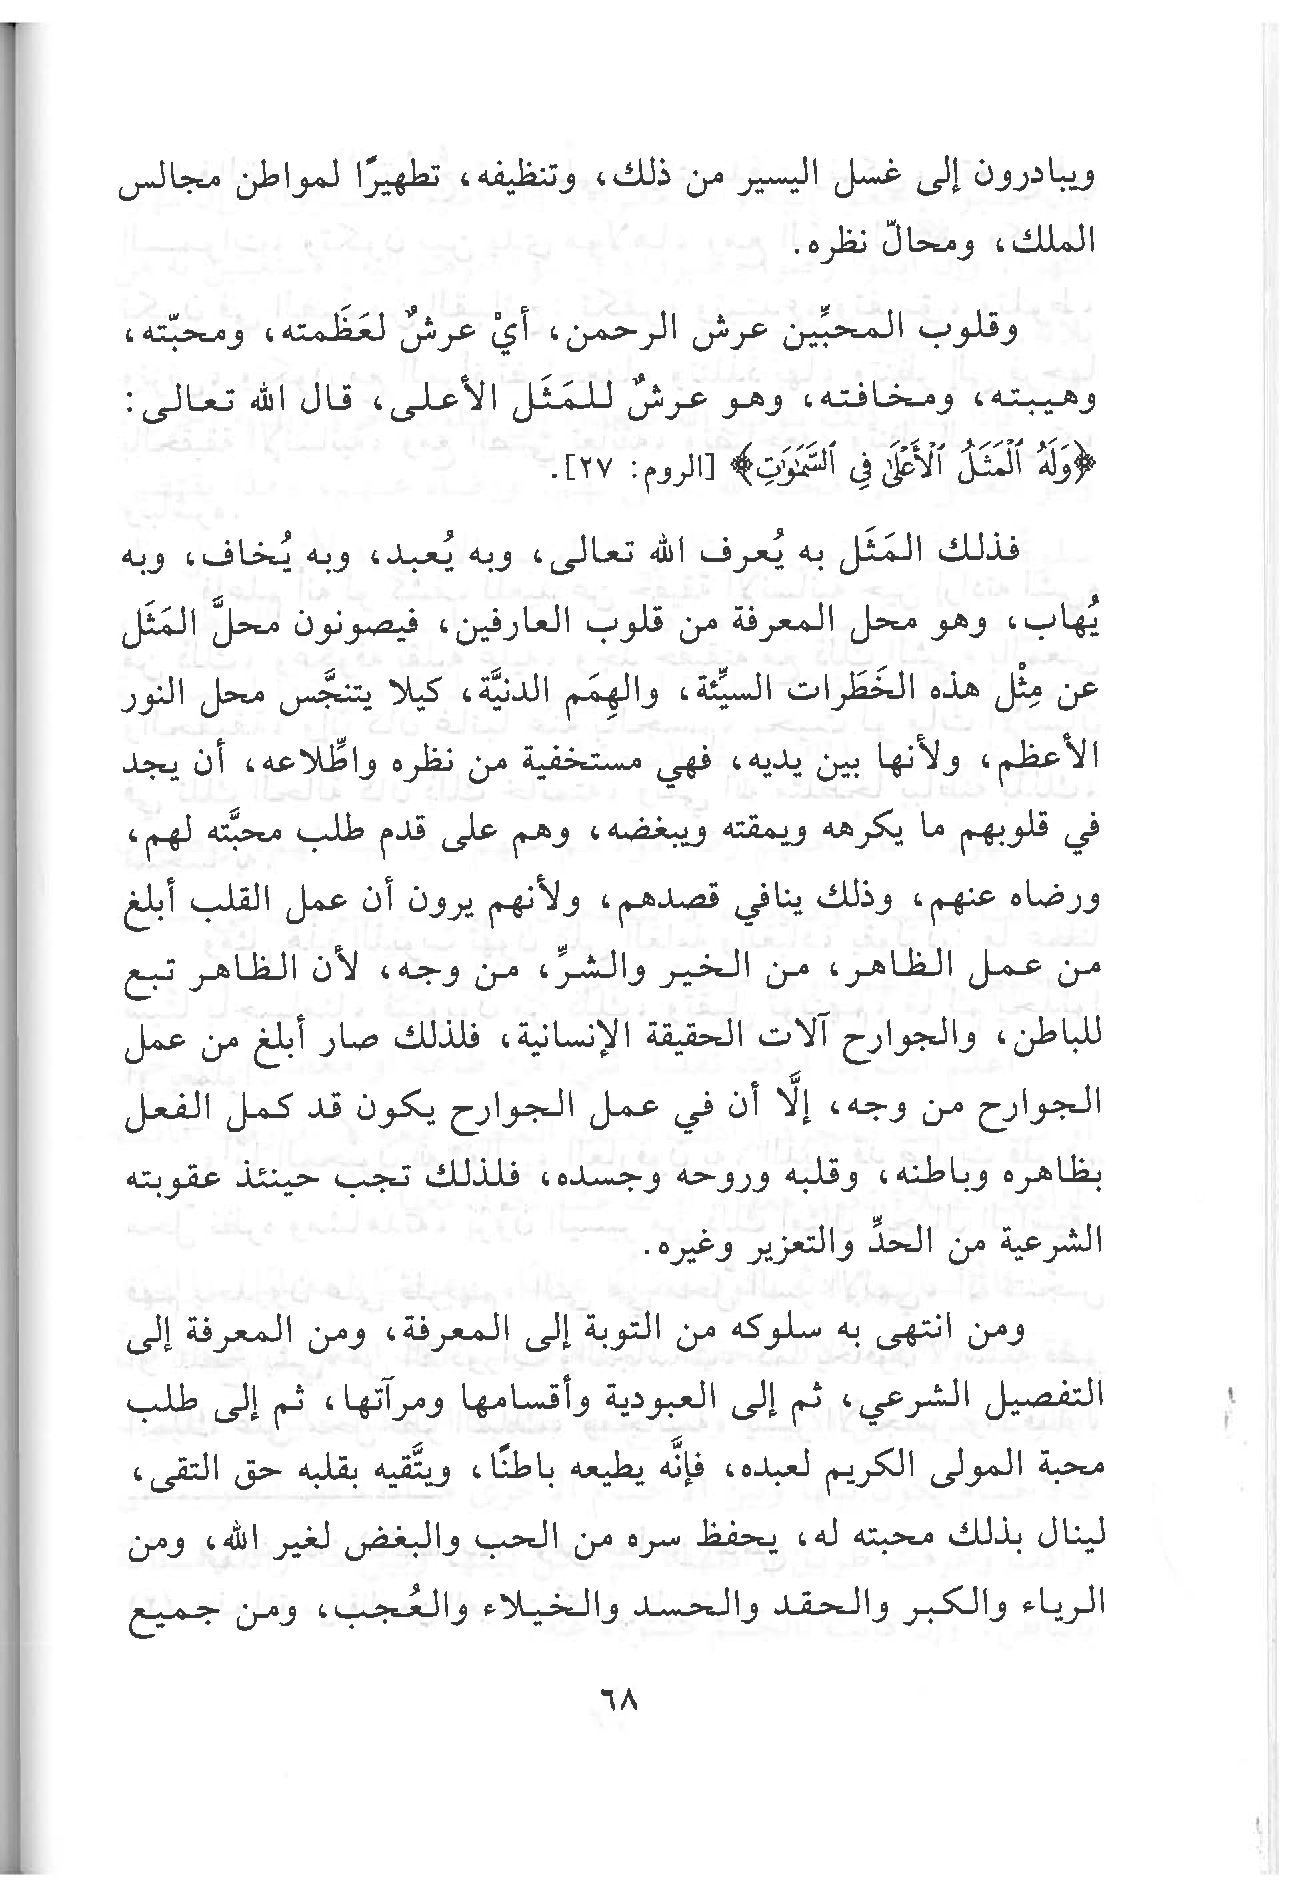 ويبادرون إلى غسل اليسير من ذلك، وتنظيفه، تطهيرًا لمواطن مجالس
الملك، ومحالّ نظره.
وقلوب المحبِّين عرش الرحمن، أيْ عرشٌ لعَظَمته، ومحبّته،
وهيبته، ومخافته، وهو عرشٌ للمَثَل الأعلى، قال الله تعالى:
﴿وَلَهُ ٱلْمَثَلُ ٱلْأَعْلَىٰ فِى ٱلسَّمَٰوَٰتِ﴾ [الروم: ٢٧].
فذلك المَثَل به يُعرف الله تعالى، وبه يُعبد، وبه يُخاف، وبه
يُهاب، وهو محل المعرفة من قلوب العارفين، فيصونون محلَّ المَثَل
عن مِثْل هذه الخَطَرات السيِّئة، والهِمَم الدنيَّة، كيلا يتنجَّس محل النور
الأعظم، ولأنها بين يديه، فهي مستخفية من نظره واطِّلاعه، أن يجد
في قلوبهم ما يكرهه ويمقته ويبغضه، وهم على قدم طلب محبَّته لهم،
ورضاه عنهم، وذلك ينافي قصدهم، ولأنهم يرون أن عمل القلب أبلغ
من عمل الظاهر، من الخير والشرِّ، من وجه، لأن الظاهر تبع
للباطن، والجوارح آلات الحقيقة الإنسانية، فلذلك صار أبلغ من عمل
الجوارح من وجه، إلَّا أن في عمل الجوارح يكون قد كمل الفعل
بظاهره وباطنه، وقلبه وروحه وجسده، فلذلك تجب حينئذ عقوبته
الشرعية من الحدِّ والتعزير وغيره.
ومن انتهى به سلوكه من التوبة إلى المعرفة، ومن المعرفة إلى
التفصيل الشرعي، ثم إلى العبودية وأقسامها ومرآتها، ثم إلى طلب
محبة المولى الكريم لعبده، فإنَّه يطيعه باطنًا، ويتَّقيه بقلبه حق التقى،
لينال بذلك محبته له، يحفظ سره من الحب والبغض لغير الله، ومن
الرياء والكبر والحقد والحسد والخيلاء والعُجب، ومن جميع
٦٨